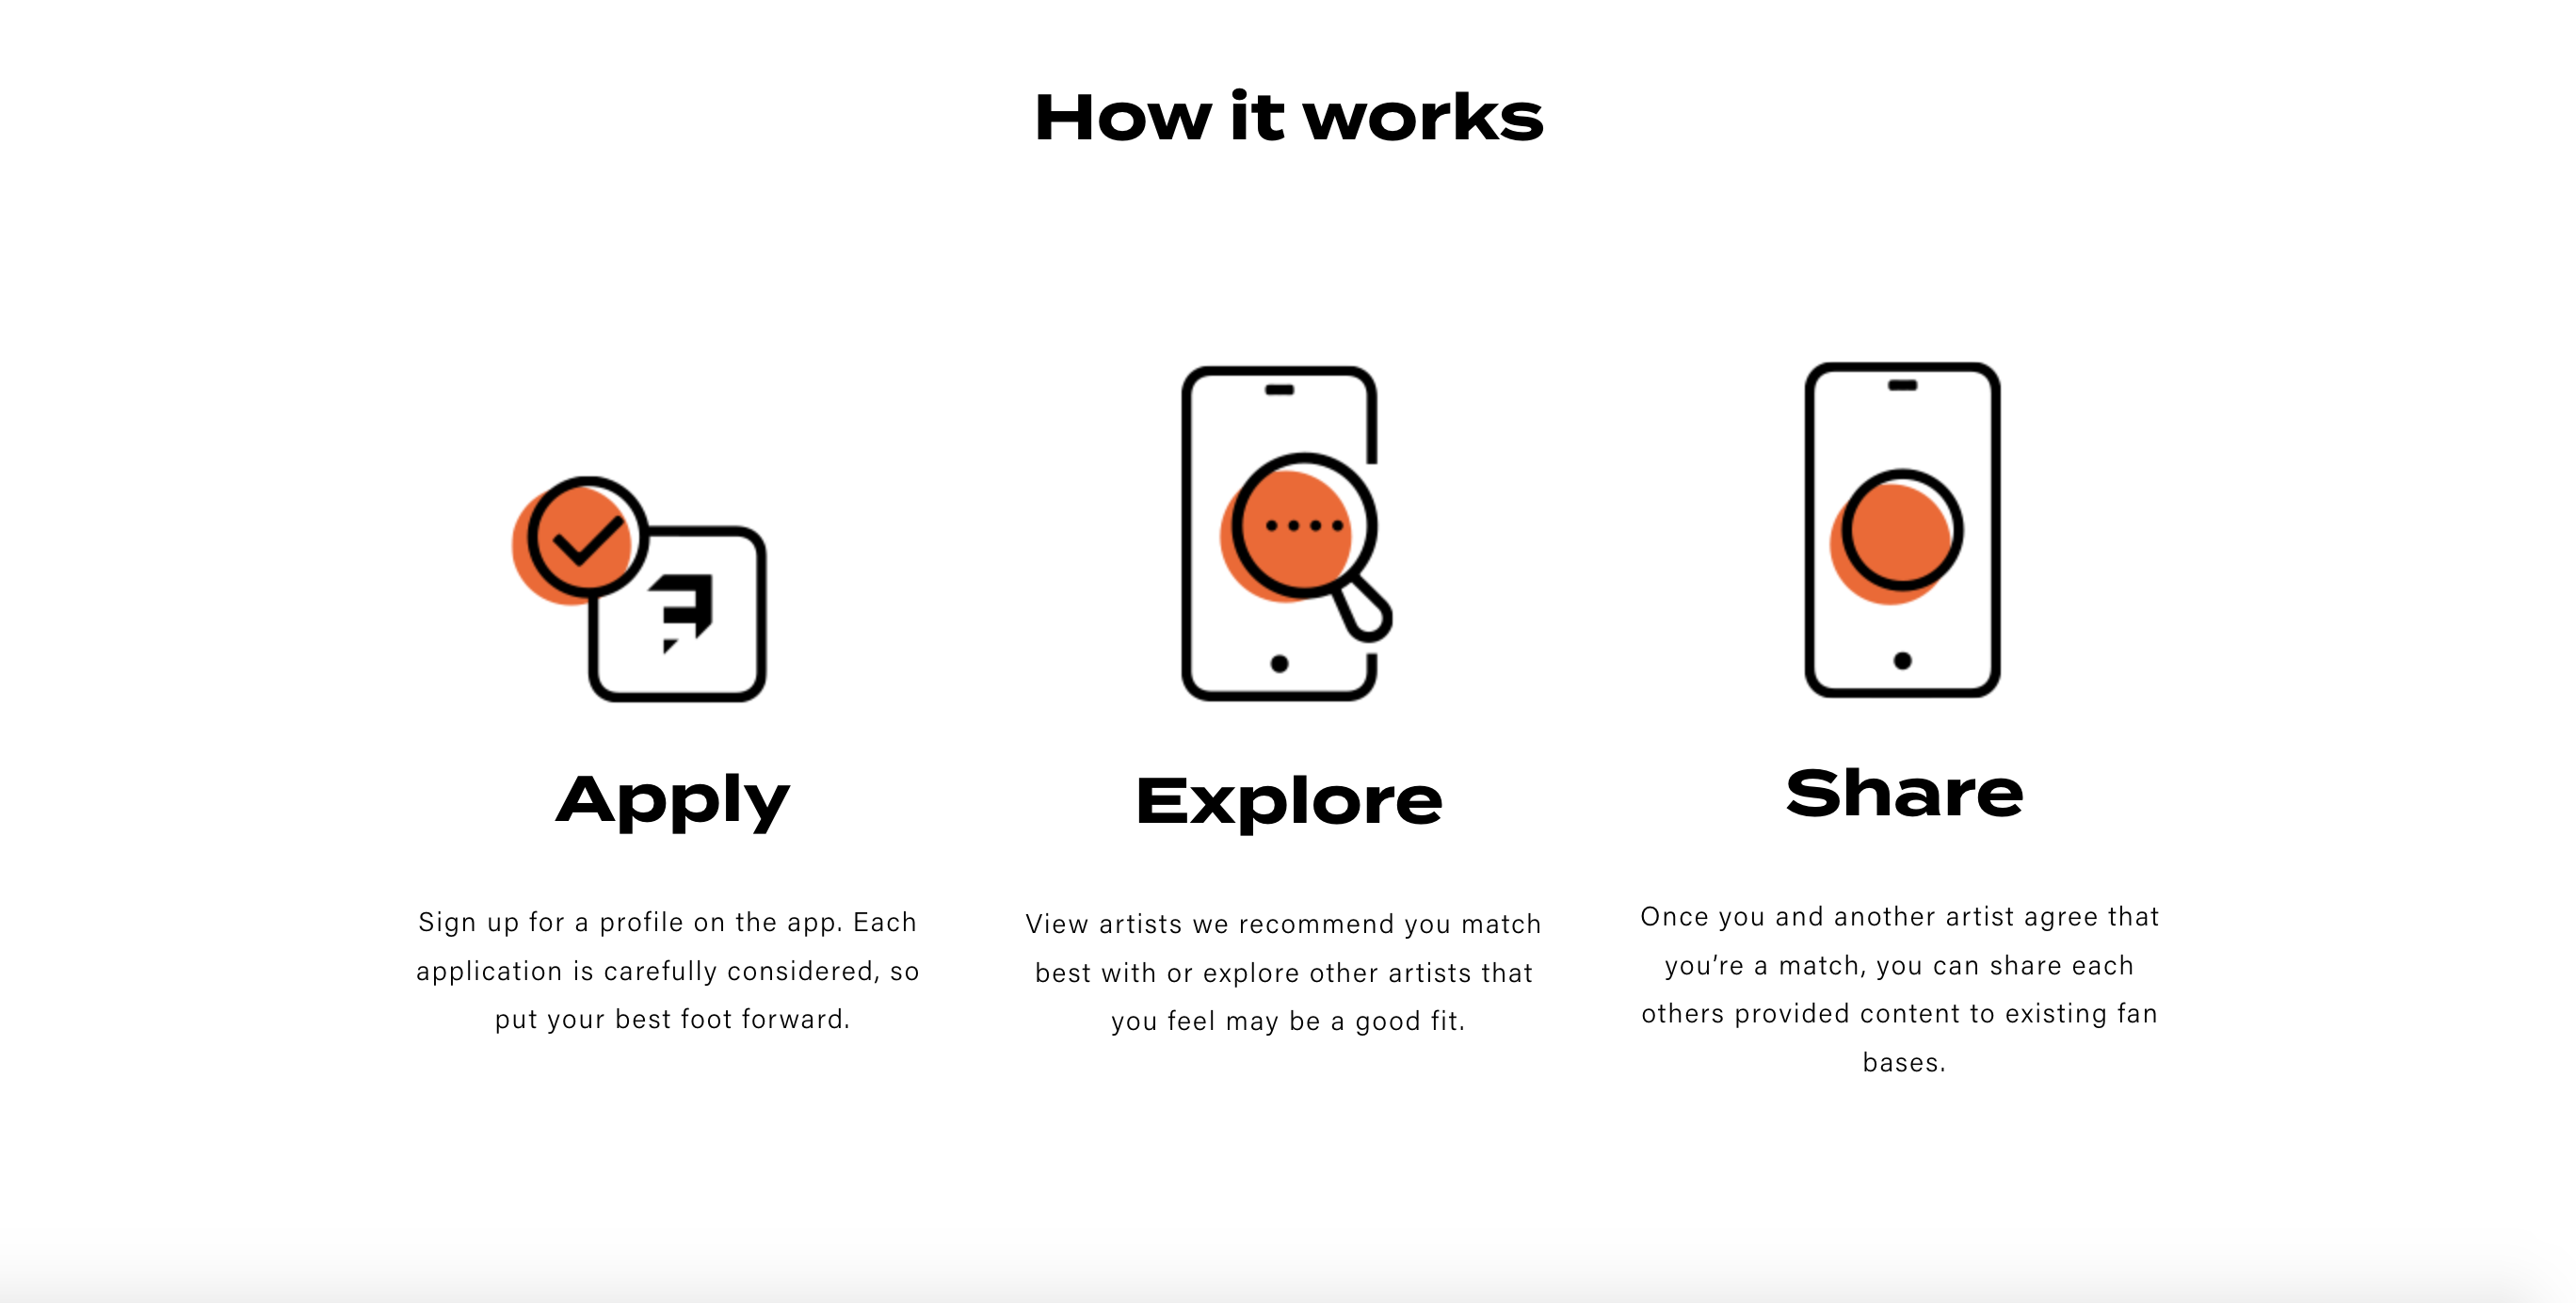 How it works
Apply
Sign up for a profile on the app. Each
application is carefully considered, so
put your best foot forward.
Explore
View artists we recommend you match
best with or explore other artists that
you feel may be a good fit.
Share
Once you and another artist agree that
you’re a match, you can share each
others provided content to existing fan
bases.